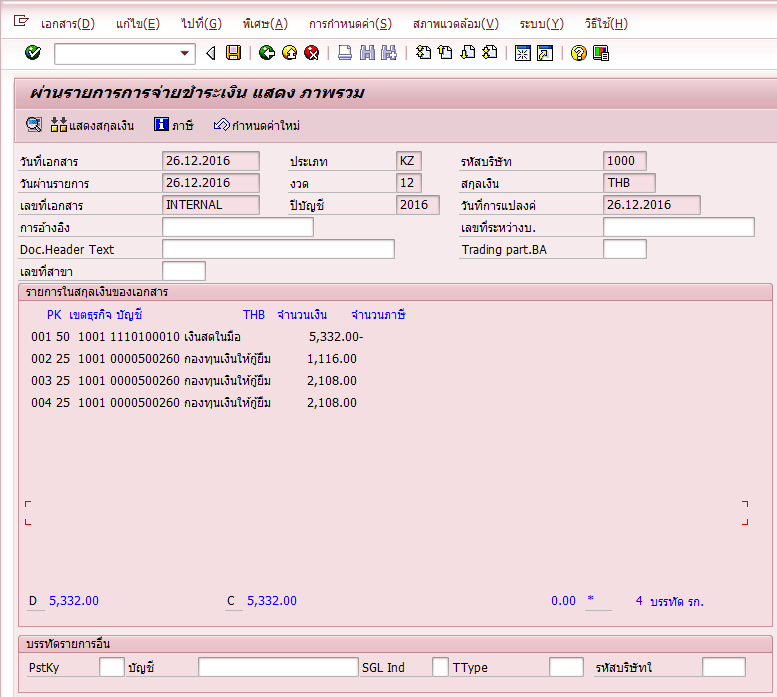 เอกสาร(D) แก้ไข(E) ไปที่(G) พิเศษ(A) การกำหนดค่า(S) สภาพแวดล้อม(V) ระบบ(Y) วิธีใช้(H)
ผ่านรายการการจ่ายชำระเงิน แสดง ภาพรวม
แสดงสกุลเงิน ภาษี กำหนดค่าใหม่
วันที่เอกสาร 26.12.2016 ประเภท KZ รหัสบริษัท 1000
วันผ่านรายการ 26.12.2016 งวด 12 สกุลเงิน THB
เลขที่เอกสาร INTERNAL ปีบัญชี 2016 วันที่การแปลงค่ 26.12.2016
การอ้างอิง เลขที่ระหว่างบ.
Doc.Header Text Trading part.BA
เลขที่สาขา
รายการในสกุลเงินของเอกสาร
PK เขตธุรกิจ บัญชี THB จำนวนเงิน จำนวนภาษี
001 50 1001 1110100010 เงินสดในมือ 5,332.00-
002 25 1001 0000500260 กองทุนเงินให้กู้ยืม 1,116.00
003 25 1001 0000500260 กองทุนเงินให้กู้ยืม 2,108.00
004 25 1001 0000500260 กองทุนเงินให้กู้ยืม 2,108.00
D 5,332.00 C 5,332.00 0.00 * 4 บรรทัด รก.
บรรทัดรายการอื่น
PstKy บัญชี SGL Ind TType รหัสบริษัทใ